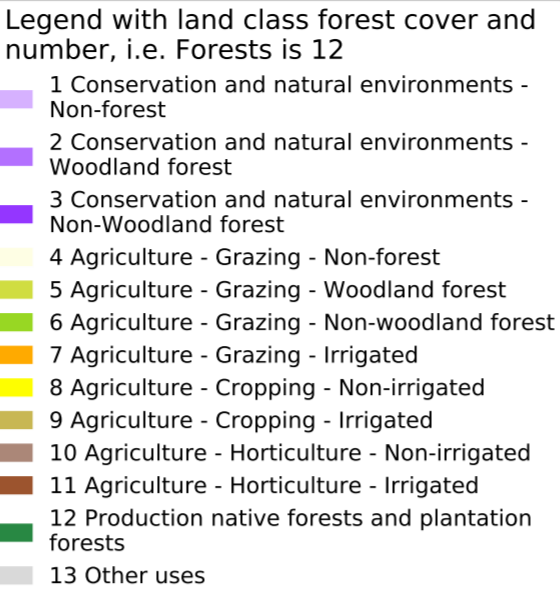 Legend with land class forest cover and
number, i.e. Forests is 12
1 Conservation and natural environments -
Non-forest
2 Conservation and natural environments -
Woodland forest
3 Conservation and natural environments -
Non-Woodland forest
4 Agriculture - Grazing - Non-forest
5 Agriculture - Grazing - Woodland forest
6 Agriculture - Grazing - Non-woodland forest
7 Agriculture - Grazing - Irrigated
8 Agriculture - Cropping - Non-irrigated
9 Agriculture - Cropping - Irrigated
10 Agriculture - Horticulture - Non-irrigated
11 Agriculture - Horticulture - Irrigated
12 Production native forests and plantation
forests
13 Other uses